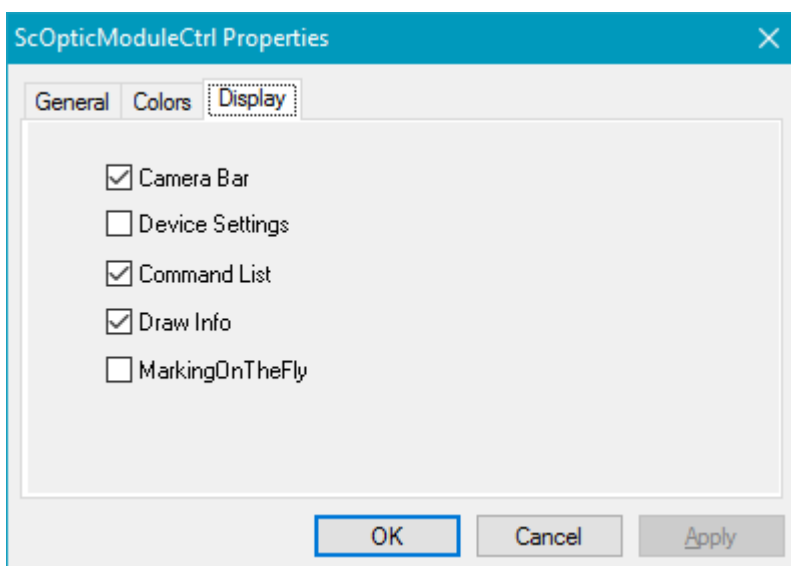 ScOpticModuleCtrl Properties
General Colors Display
Camera Bar
Device Settings
Command List
Draw Info
MarkingOnTheFly
OK Cancel Apply